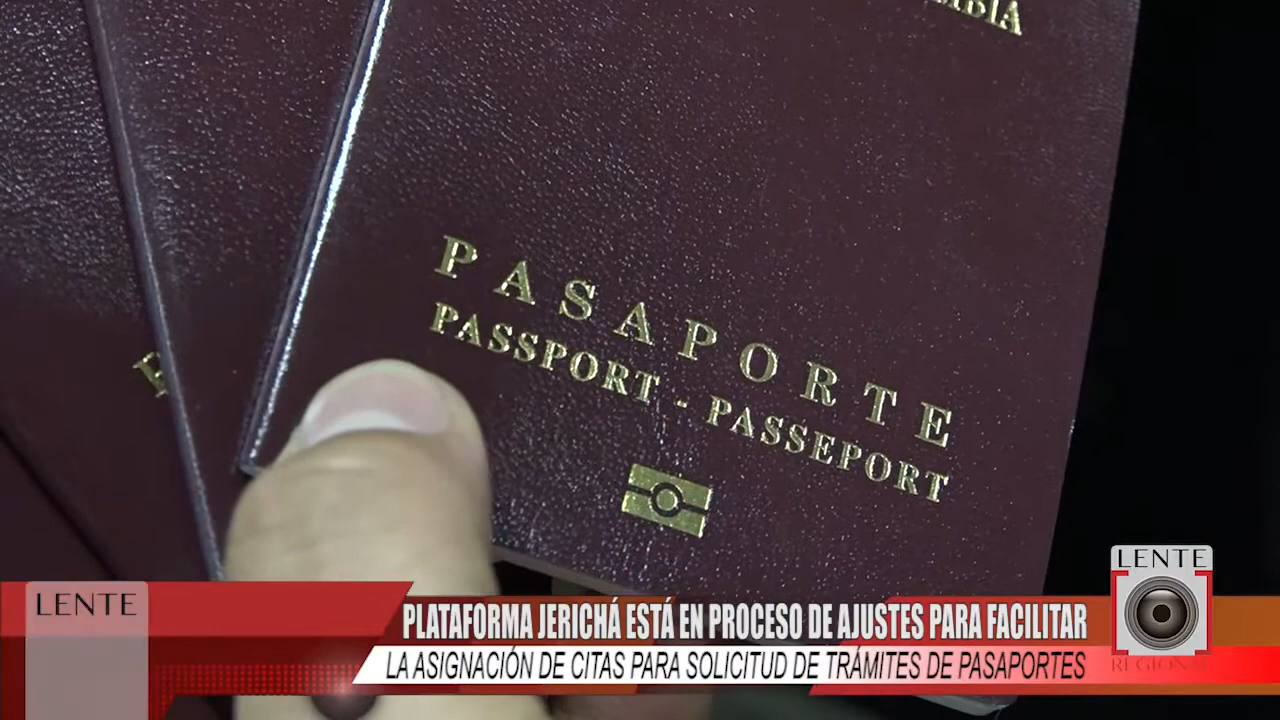 PASAPORTE
PASSPORT - PASSEPORT
LENTE
PLATAFORMA JERICHÁ ESTÁ EN PROCESO DE AJUSTES PARA FACILITAR
LA ASIGNACIÓN DE CITAS PARA SOLICITUD DE TRÁMITES DE PASAPORTES
LENTE
REGIONAL